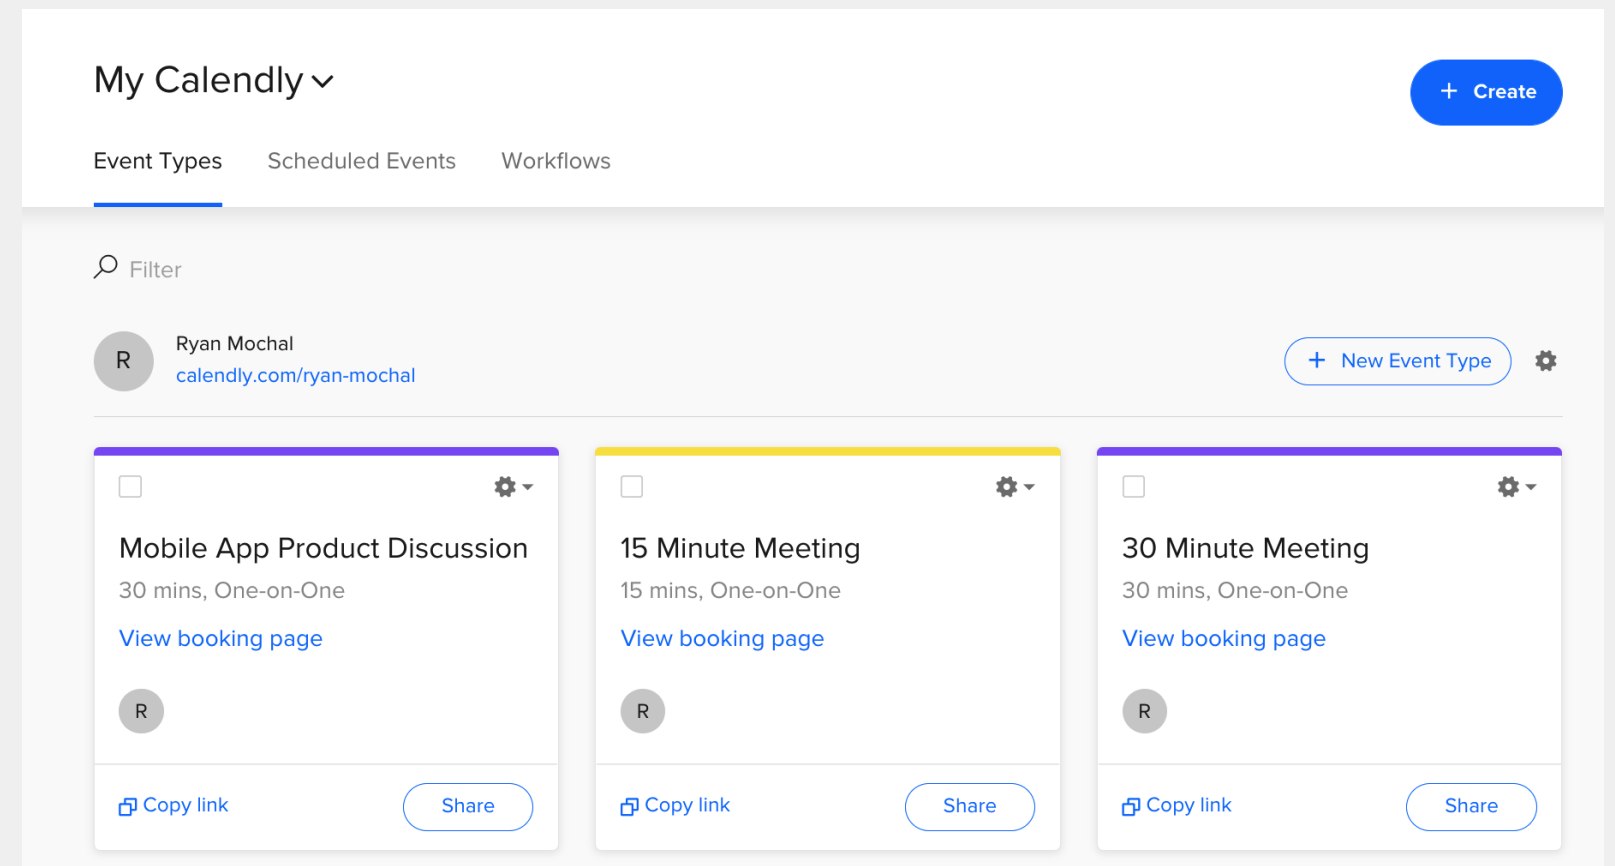 My Calendly
+ Create
Event Types Scheduled Events Workflows
Filter
R
Ryan Mochal
calendly.com/ryan-mochal
+ New Event Type
Mobile App Product Discussion
30 mins, One-on-One
View booking page
R
Copy link Share
15 Minute Meeting
15 mins, One-on-One
View booking page
R
Copy link Share
30 Minute Meeting
30 mins, One-on-One
View booking page
R
Copy link Share